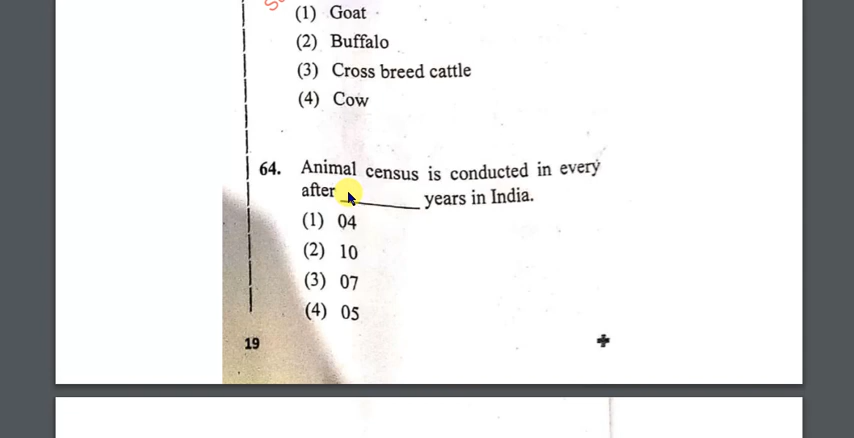 (1) Goat
(2) Buffalo
(3) Cross breed cattle
(4) Cow
64. Animal census is conducted in every
after ________ years in India.
(1) 04
(2) 10
(3) 07
(4) 05
19